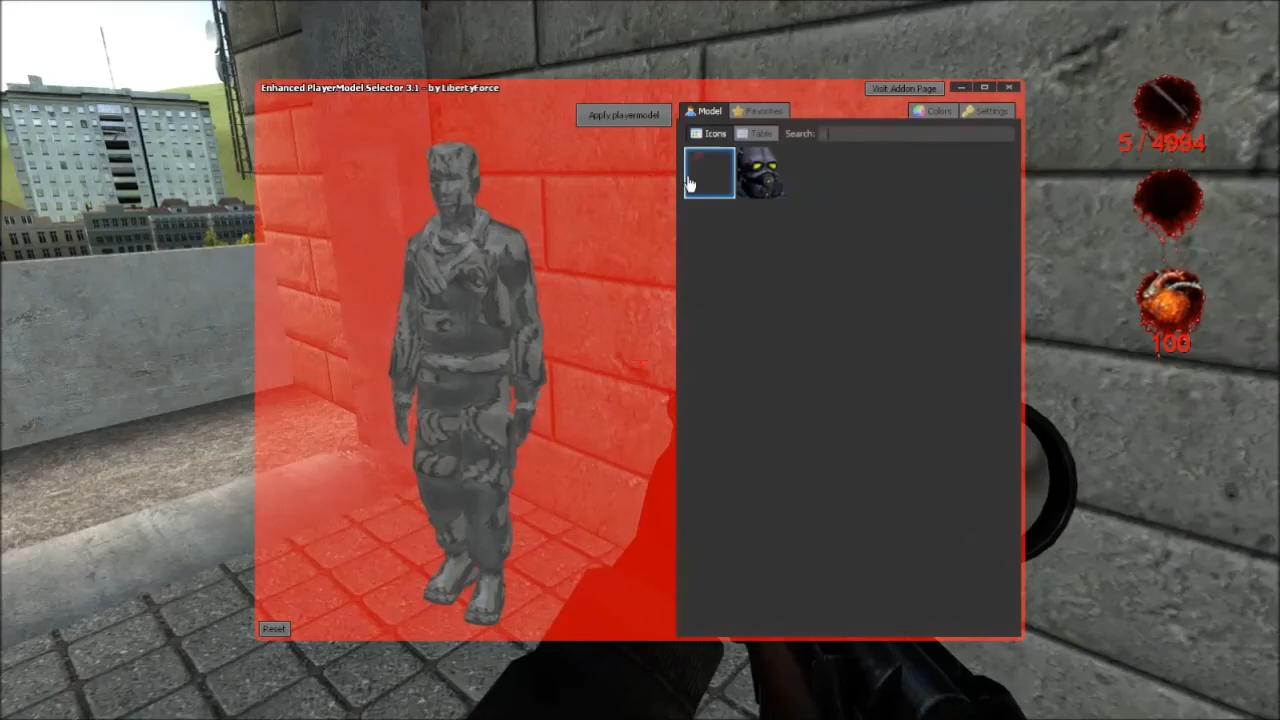 Enhanced PlayerModel Selector 3.1 - by LibertyForce
Visit Addon Page
Apply playermodel
Model
Favorites
Colors
Settings
Icons
Table
Search:
5 / 4994
100
Reset